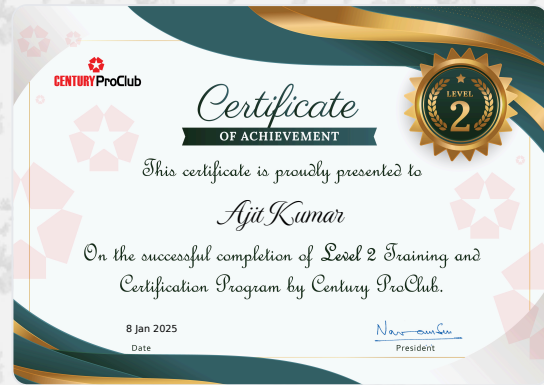 CENTURY ProClub
LEVEL
2
Certificate
OF ACHIEVEMENT
This certificate is proudly presented to
Ajit Kumar
On the successful completion of Level 2 Training and
Certification Program by Century ProClub.
8 Jan 2025
Date
President